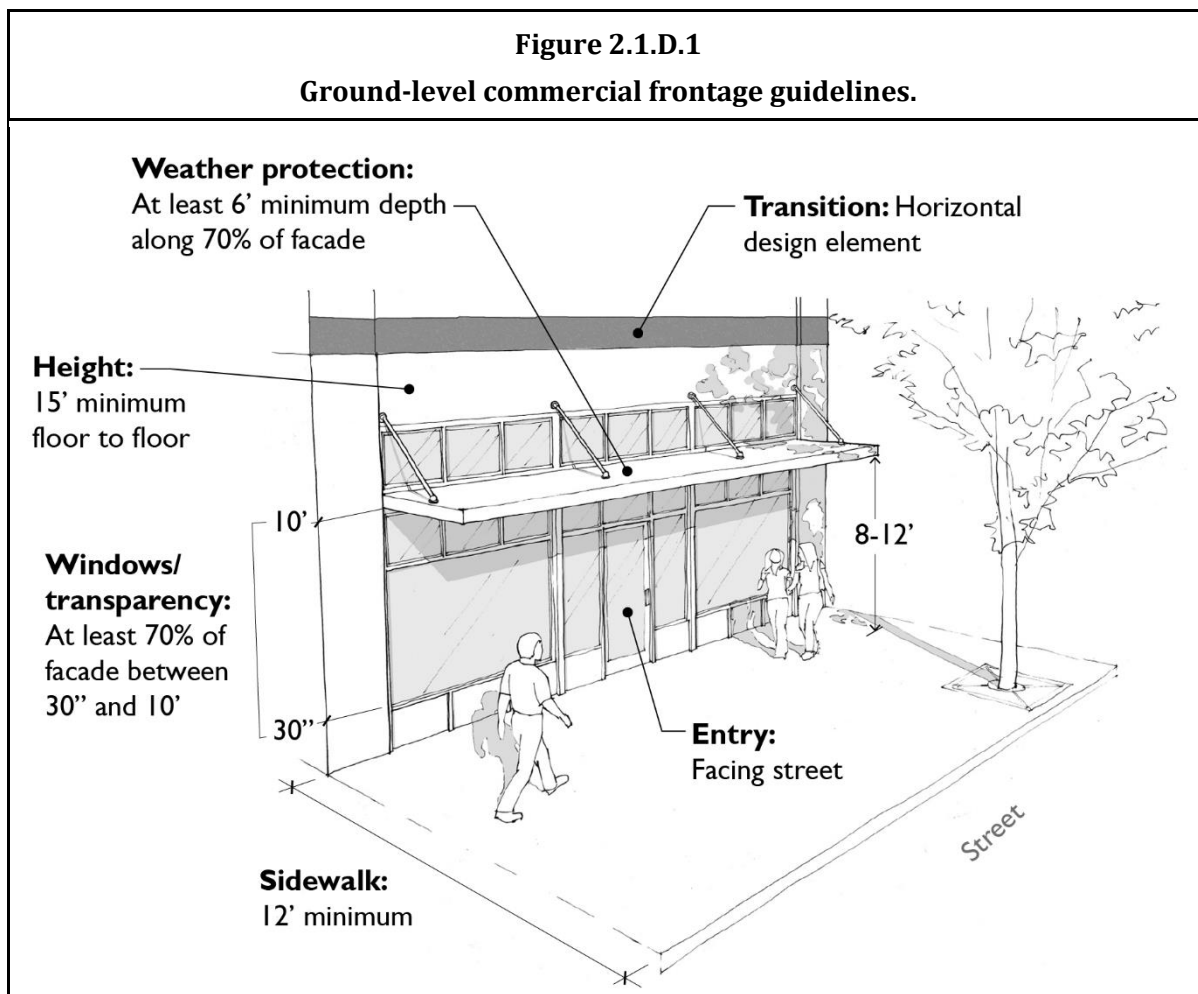 Figure 2.1.D.1
Ground-level commercial frontage guidelines.
Weather protection:
At least 6’ minimum depth
along 70% of facade
Transition: Horizontal
design element
Height:
15’ minimum
floor to floor
10’
Windows/
transparency:
At least 70% of
facade between
30” and 10’
30”
8-12’
Entry:
Facing street
Street
Sidewalk:
12’ minimum